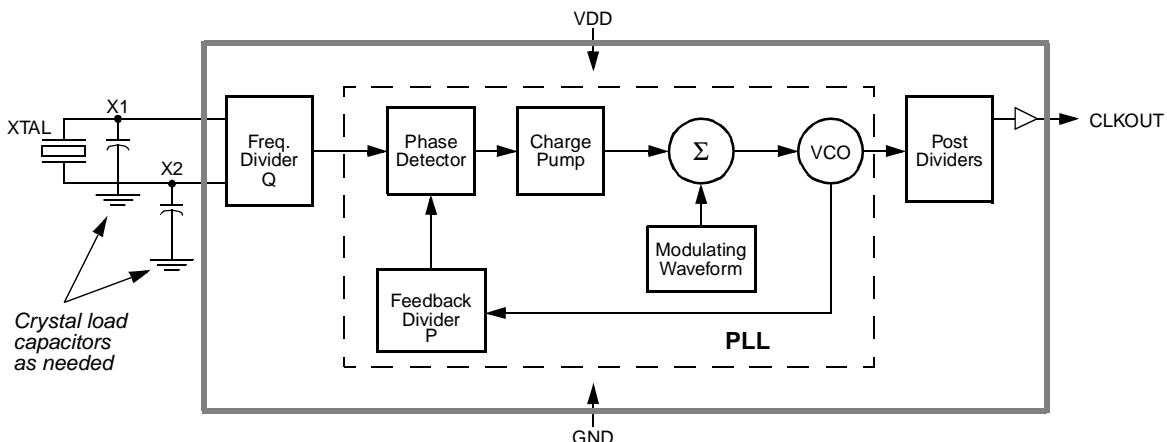 VDD
X1
XTAL
X2
Freq.
Divider
Q
Phase
Detector
Charge
Pump
Σ
VCO
Post
Dividers
CLKOUT
Modulating
Waveform
Feedback
Divider
P
PLL
Crystal load
capacitors
as needed
GND